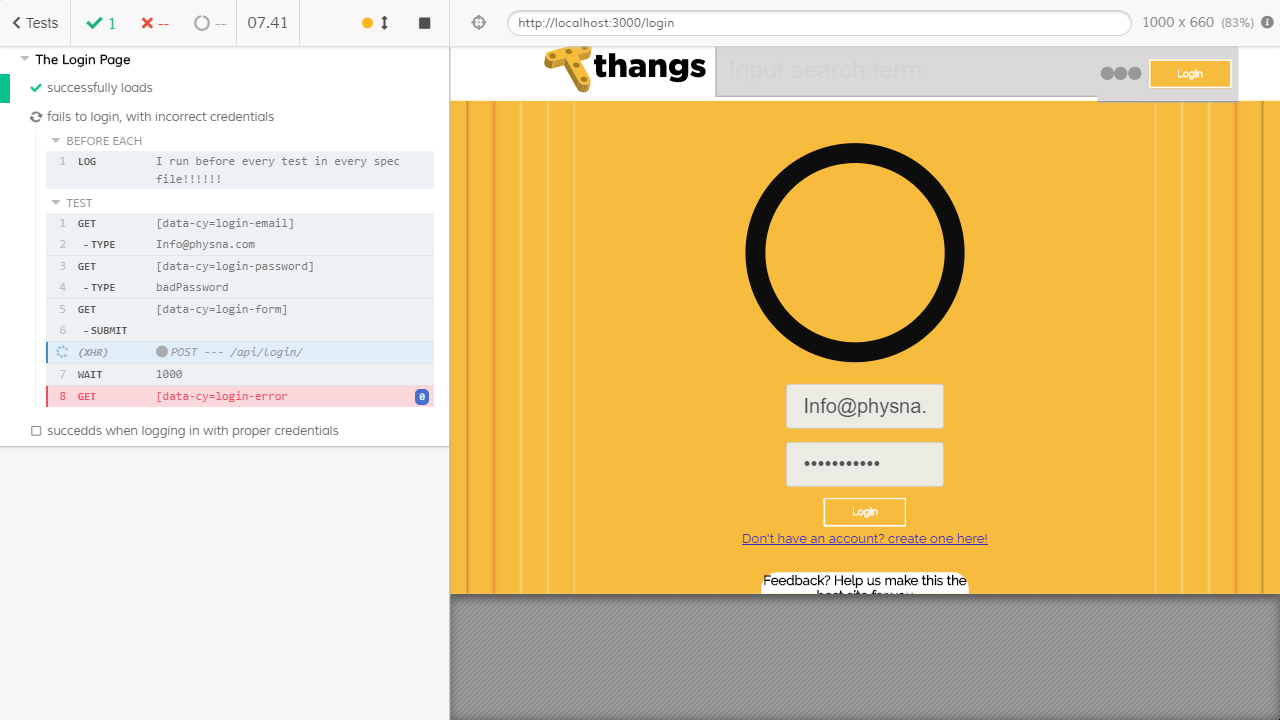 Tests
1
--
--
07.41
http://localhost:3000/login
1000 x 660 (83%)
The Login Page
successfully loads
fails to login, with incorrect credentials
BEFORE EACH
1 LOG I run before every test in every spec
file!!!!!!
TEST
1 GET [data-cy=login-email]
2 -TYPE Info@physna.com
3 GET [data-cy=login-password]
4 -TYPE badPassword
5 GET [data-cy=login-form]
6 -SUBMIT
(XHR) POST --- /api/login/
7 WAIT 1000
8 GET [data-cy=login-error 0
succedds when logging in with proper credentials
thangs
Input search term
Login
Info@physna.
Login
Don't have an account? create one here!
Feedback? Help us make this the
best site for you